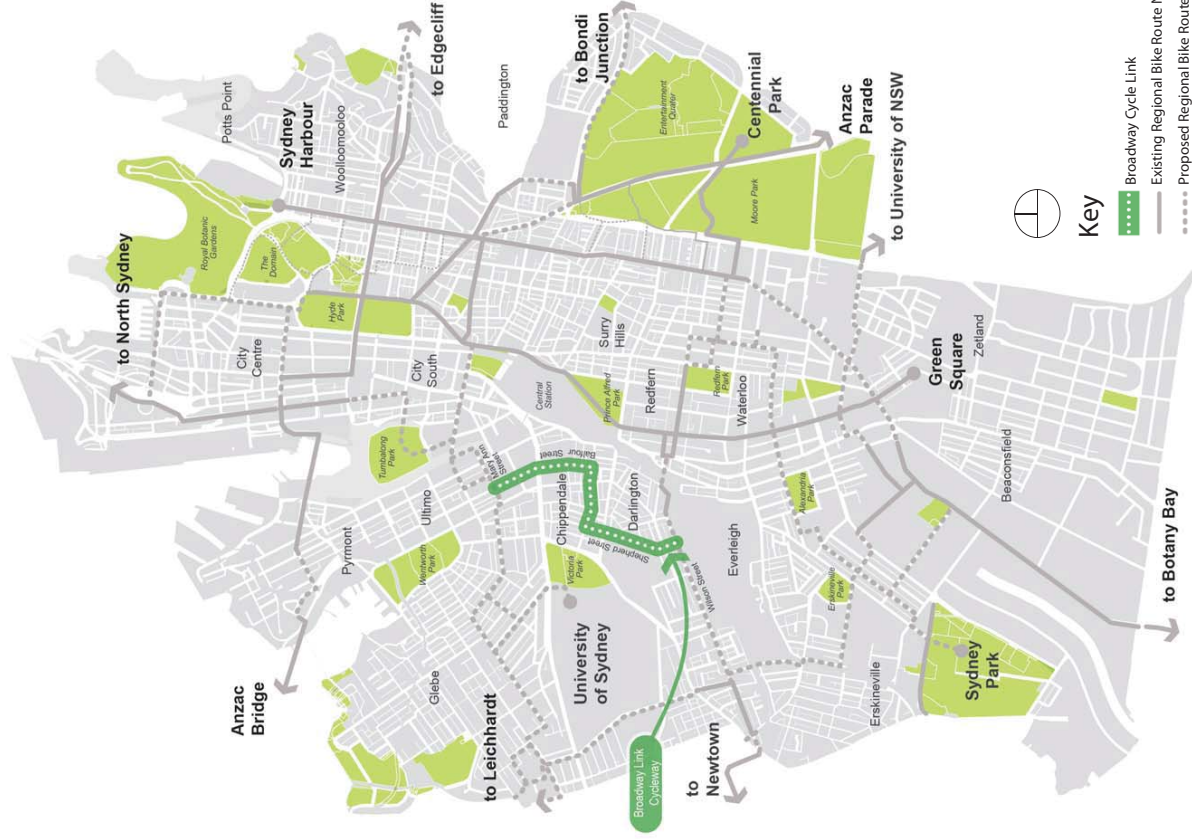 to North Sydney
Royal Botanic
Gardens
The
Domain
Potts Point
Sydney
Harbour
Woolloomooloo
to Edgecliff
Paddington
to Bondi
Junction
Hyde
Park
City
Centre
City
South
Tumbalong
Park
Pyrmont
Ultimo
Wentworth
Park
Anzac
Bridge
Glebe
to Leichhardt
University
of Sydney
Victoria
Park
Mary Ann
Street
Balfour Street
Chippendale
Shepherd Street
Darlington
Wilson Street
Central
Station
Prince Alfred
Park
Surry
Hills
Redfern
Redfern
Park
Waterloo
Entertainment
Quater
Centennial
Park
Moore Park
Anzac
Parade
to University of NSW
Everleigh
Alexandria
Park
Erskineville
Park
Erskineville
Sydney
Park
Green
Square
Zetland
Beaconsfield
to Botany Bay
to
Newtown
Broadway Link
Cycleway
Key
Broadway Cycle Link
Existing Regional Bike Route N
Proposed Regional Bike Route